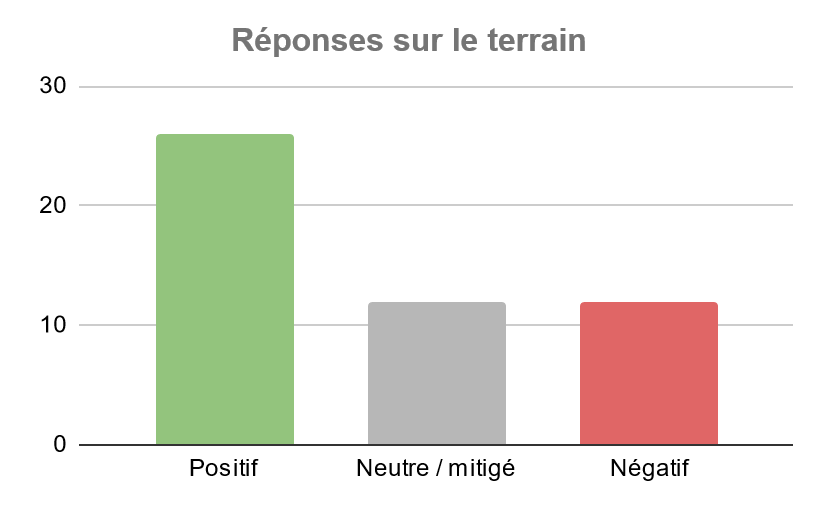 Réponses sur le terrain
30
20
10
0
Positif
Neutre / mitigé
Négatif